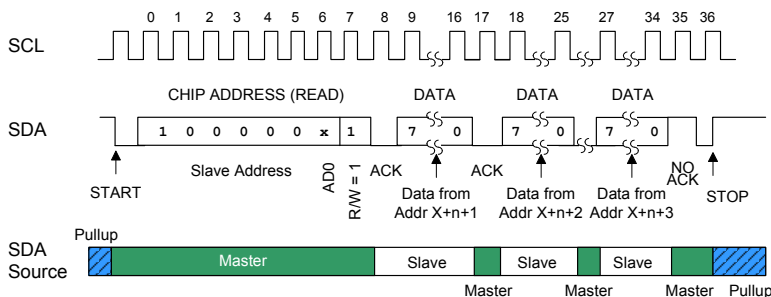 0 1 2 3 4 5 6 7 8 9 16 17 18 25 27 34 35 36
SCL
CHIP ADDRESS (READ) DATA DATA DATA
SDA
1 0 0 0 0 0 x 1 7 0 7 0 7 0
START
Slave Address
AD0
R/W = 1
ACK
Data from
Addr X+n+1
ACK
Data from
Addr X+n+2
Data from
Addr X+n+3
NO
ACK
STOP
Pullup
SDA
Source
Master Slave Slave Slave
Master Master Master Pullup